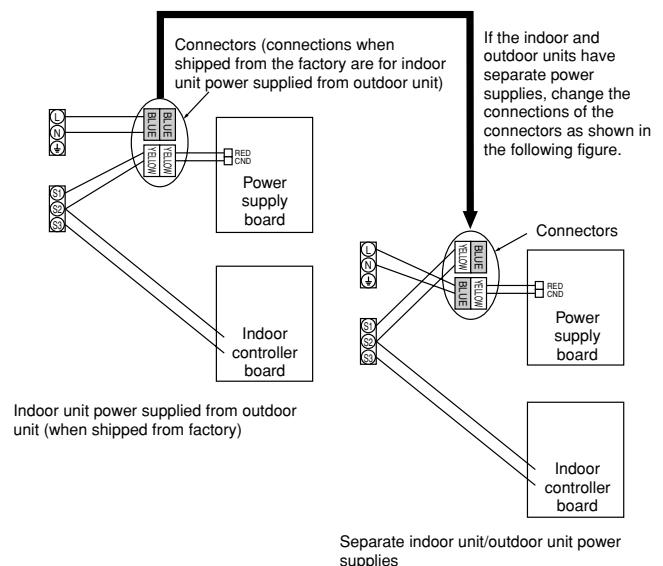 Connectors (connections when
shipped from the factory are for indoor
unit power supplied from outdoor unit)
If the indoor and
outdoor units have
separate power
supplies, change the
connections of the
connectors as shown in
the following figure.
L
N
BLUE
BLUE
YELLOW
YELLOW
RED
CND
Power
supply
board
S1
S2
S3
Indoor
controller
board
Indoor unit power supplied from outdoor
unit (when shipped from factory)
Connectors
L
N
YELLOW
BLUE
BLUE
YELLOW
RED
CND
Power
supply
board
S1
S2
S3
Indoor
controller
board
Separate indoor unit/outdoor unit power
supplies